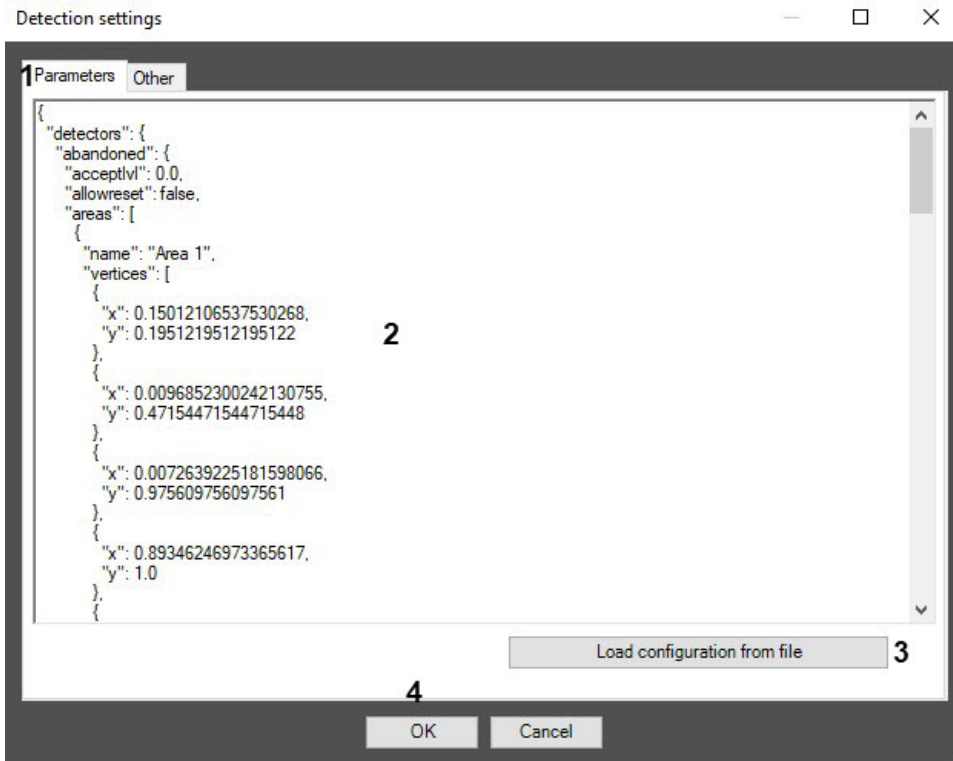 Detection settings
1 Parameters Other
{
"detectors": {
"abandoned": {
"acceptlvl": 0.0,
"allowreset": false,
"areas": [
{
"name": "Area 1",
"vertices": [
{
"x": 0.15012106537530268,
"y": 0.1951219512195122
2
},
{
"x": 0.0096852300242130755,
"y": 0.47154471544715448
},
{
"x": 0.0072639225181598066,
"y": 0.975609756097561
},
{
"x": 0.89346246973365617,
"y": 1.0
},
{
Load configuration from file 3
4
OK Cancel